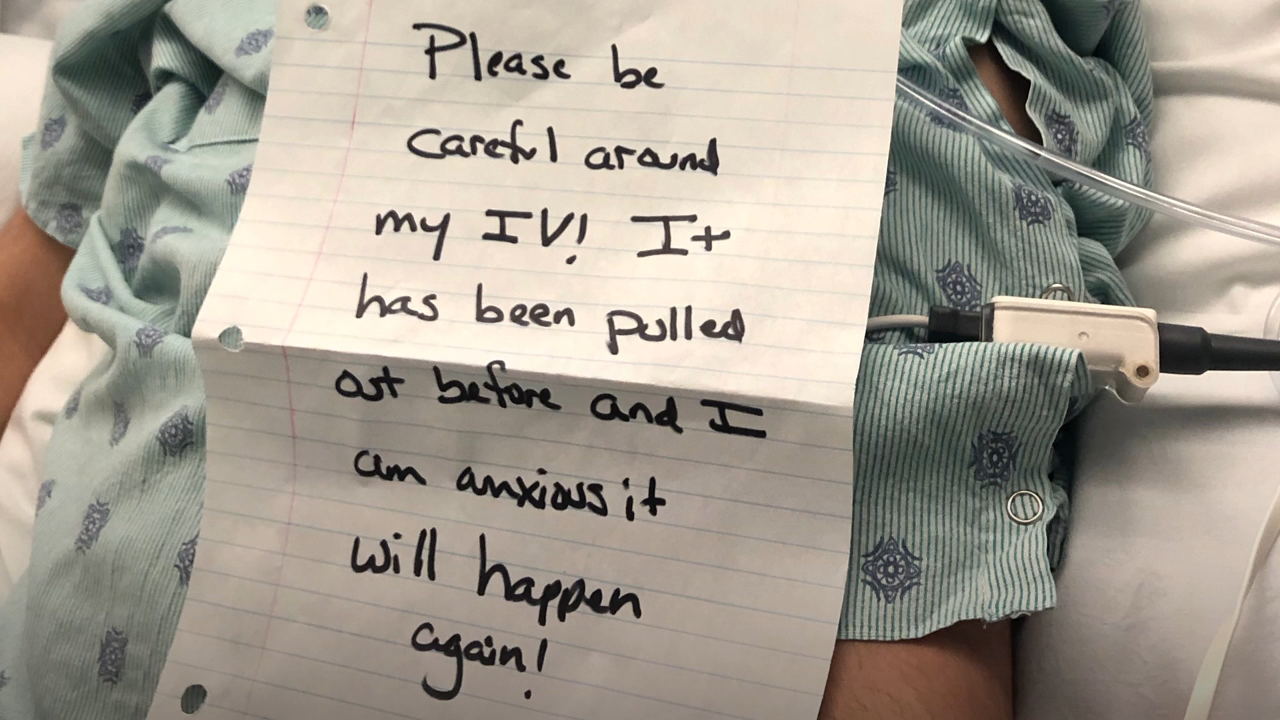 Please be
careful around
my IV! It
has been pulled
out before and I
am anxious it
will happen
again!